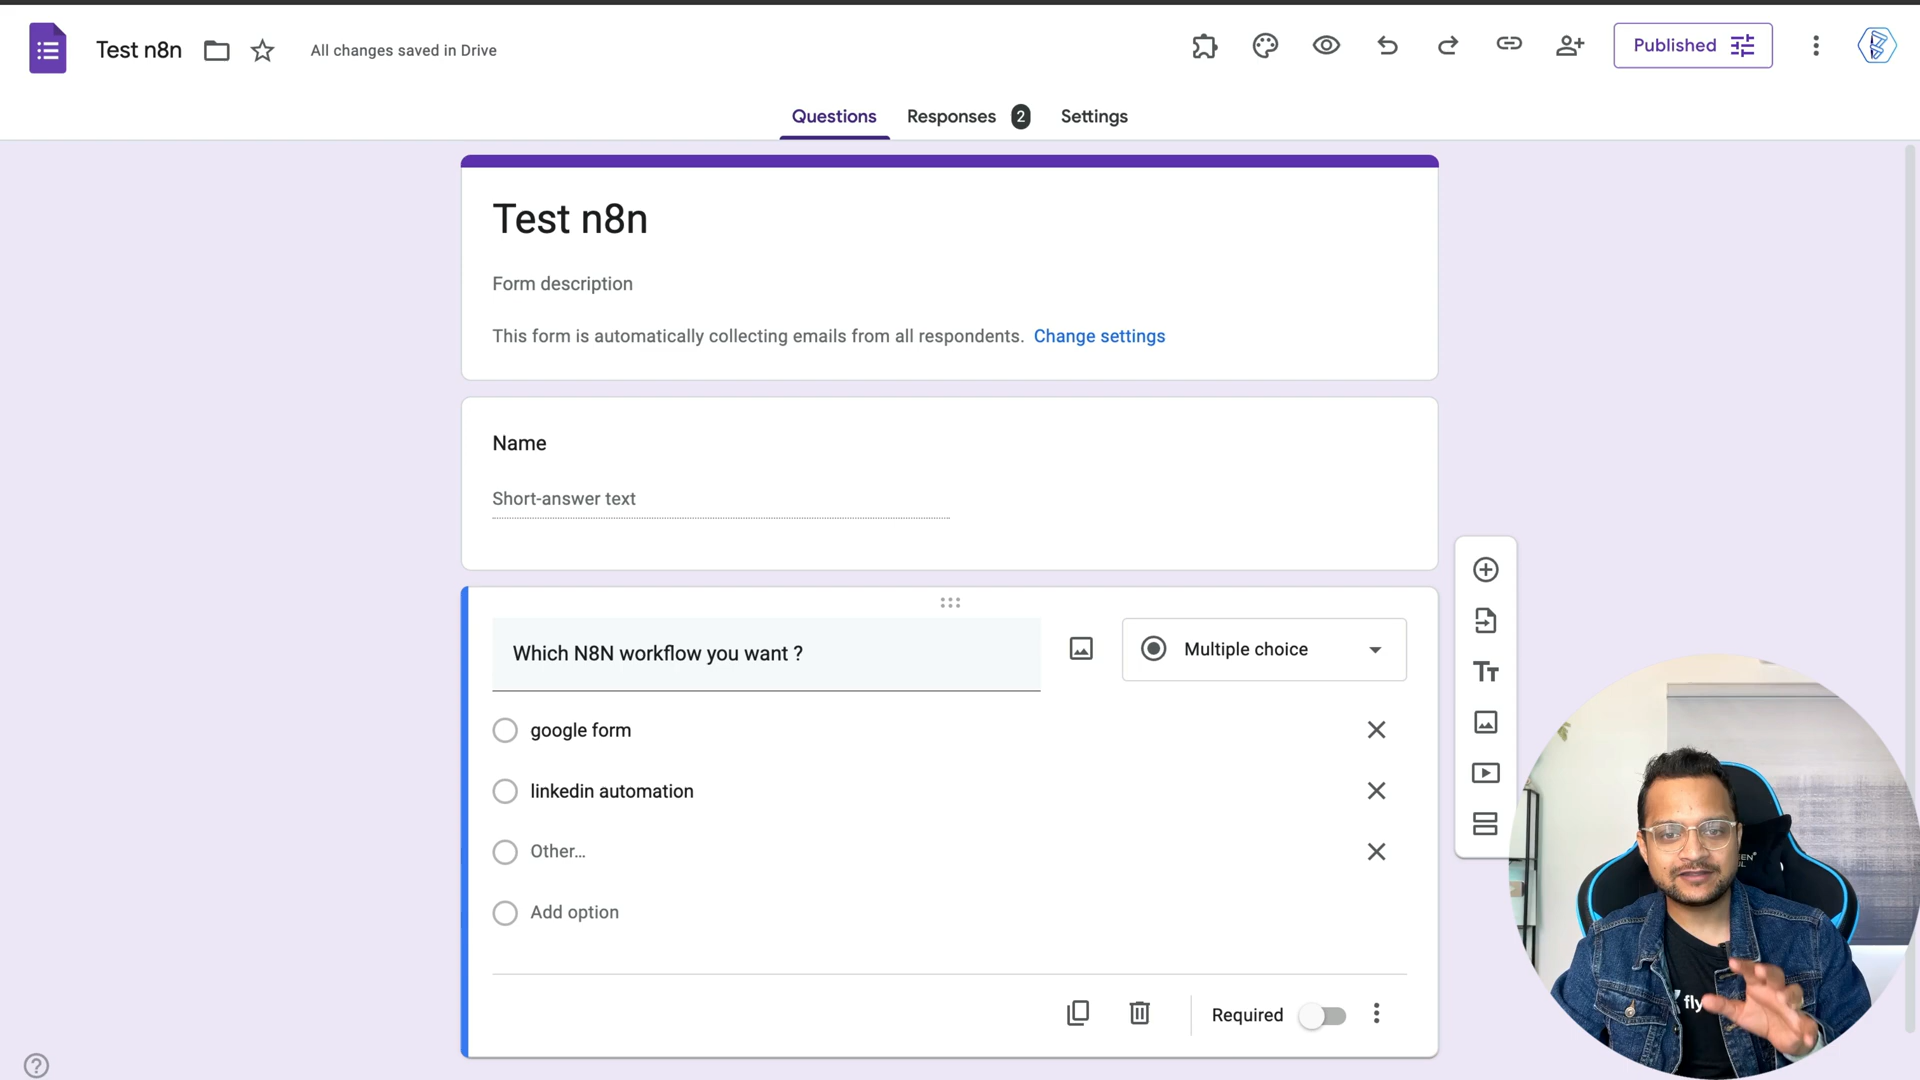 Test n8n
All changes saved in Drive
Published
Questions
Responses 2
Settings
Test n8n
Form description
This form is automatically collecting emails from all respondents. Change settings
Name
Short-answer text
Which N8N workflow you want ?
Multiple choice
google form
linkedin automation
Other...
Add option
Required
fly